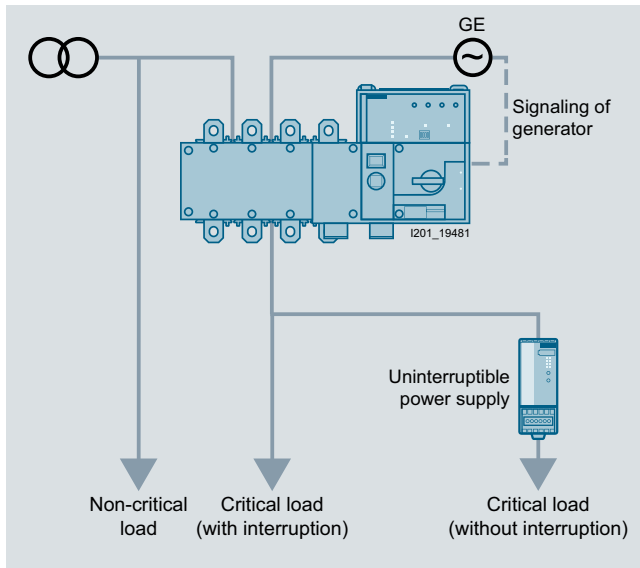 GE
~
Signaling of
generator
I201_19481
Uninterruptible
power supply
Non-critical
load
Critical load
(with interruption)
Critical load
(without interruption)